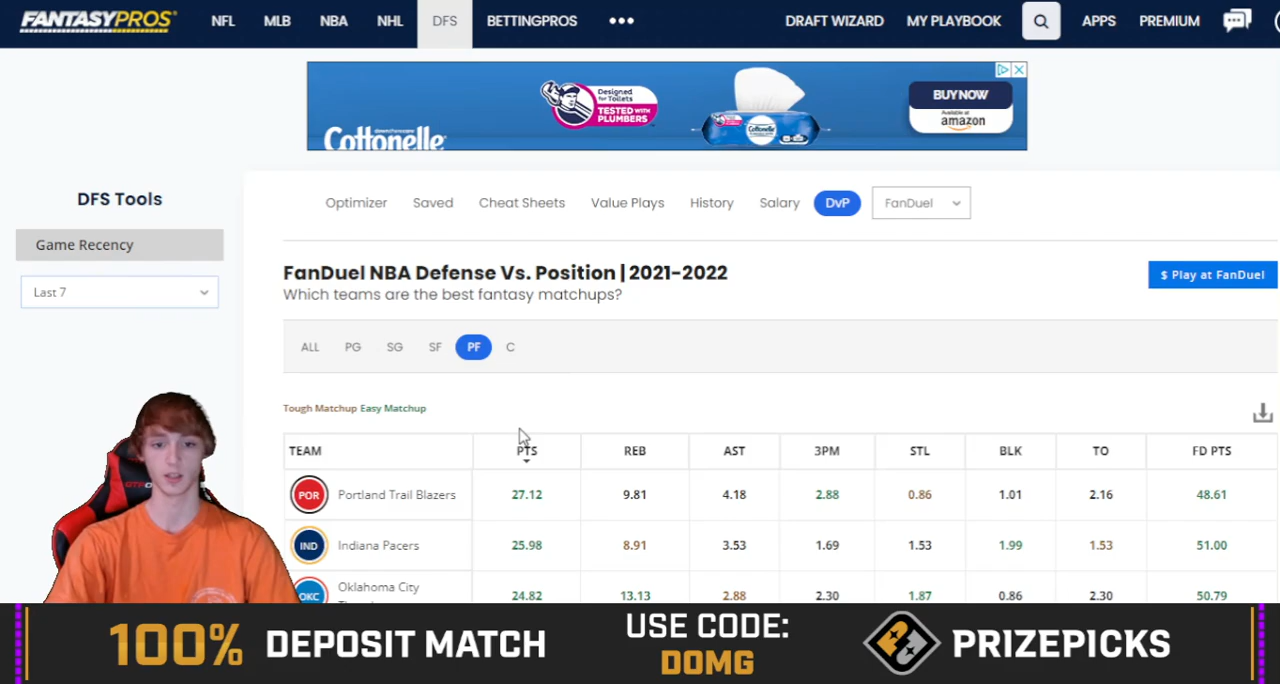 FANTASYPROS NFL MLB NBA NHL DFS BETTINGPROS ••• DRAFT WIZARD MY PLAYBOOK APPS PREMIUM
Cottonelle
Designed for Toilets
TESTED WITH PLUMBERS
Cottonelle
BUY NOW
Available at
amazon
DFS Tools
Game Recency
Last 7
Optimizer Saved Cheat Sheets Value Plays History Salary DvP FanDuel
FanDuel NBA Defense Vs. Position | 2021-2022
Which teams are the best fantasy matchups?
$ Play at FanDuel
ALL PG SG SF PF C
Tough Matchup Easy Matchup
TEAM PTS REB AST 3PM STL BLK TO FD PTS
POR Portland Trail Blazers 27.12 9.81 4.18 2.88 0.86 1.01 2.16 48.61
IND Indiana Pacers 25.98 8.91 3.53 1.69 1.53 1.99 1.53 51.00
OKC Oklahoma City 24.82 13.13 2.88 2.30 1.87 0.86 2.30 50.79
100% DEPOSIT MATCH
USE CODE:
DOMG
PRIZEPICKS